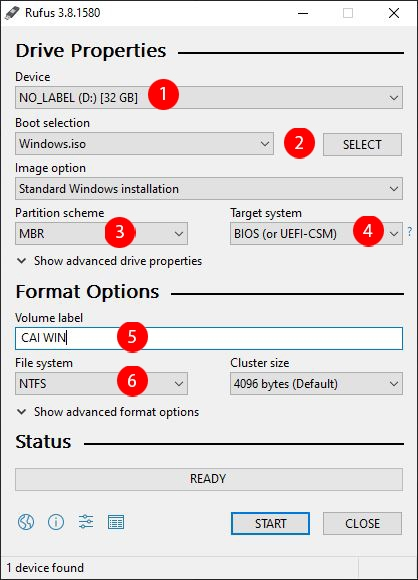 Rufus 3.8.1580
Drive Properties
Device
NO_LABEL (D:) [32 GB] 1
Boot selection
Windows.iso 2 SELECT
Image option
Standard Windows installation
Partition scheme Target system
MBR 3 BIOS (or UEFI-CSM) 4 ?
Show advanced drive properties
Format Options
Volume label
CAI WIN 5
File system Cluster size
NTFS 6 4096 bytes (Default)
Show advanced format options
Status
READY
START CLOSE
1 device found